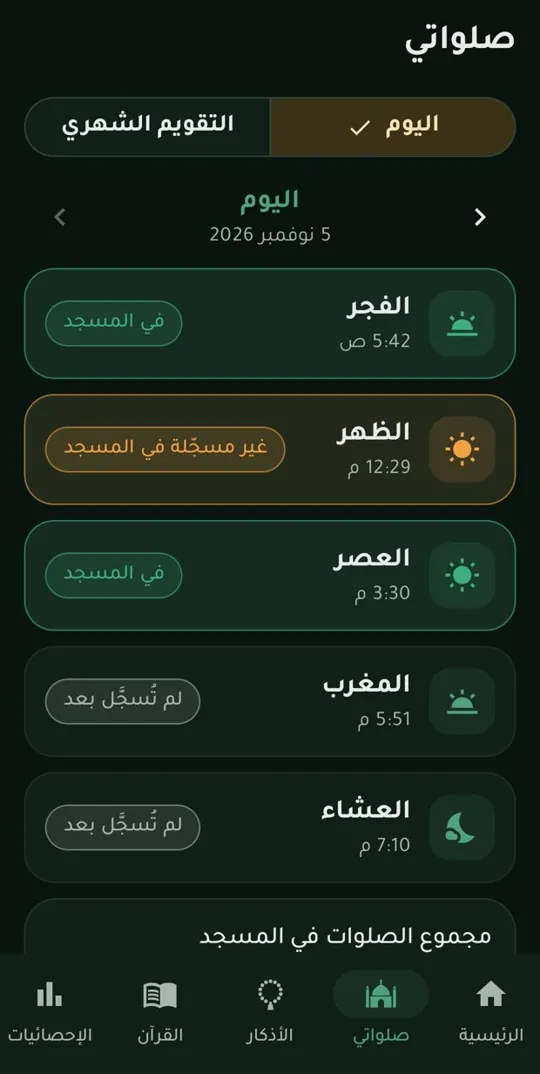 صلواتي
اليوم
التقويم الشهري
اليوم
5 نوفمبر 2026
الفجر
5:42 ص
في المسجد
الظهر
12:29 م
غير مسجّلة في المسجد
العصر
3:30 م
في المسجد
المغرب
5:51 م
لم تُسجَّل بعد
العشاء
7:10 م
لم تُسجَّل بعد
مجموع الصلوات في المسجد
الرئيسية
صلواتي
الأذكار
القرآن
الإحصائيات